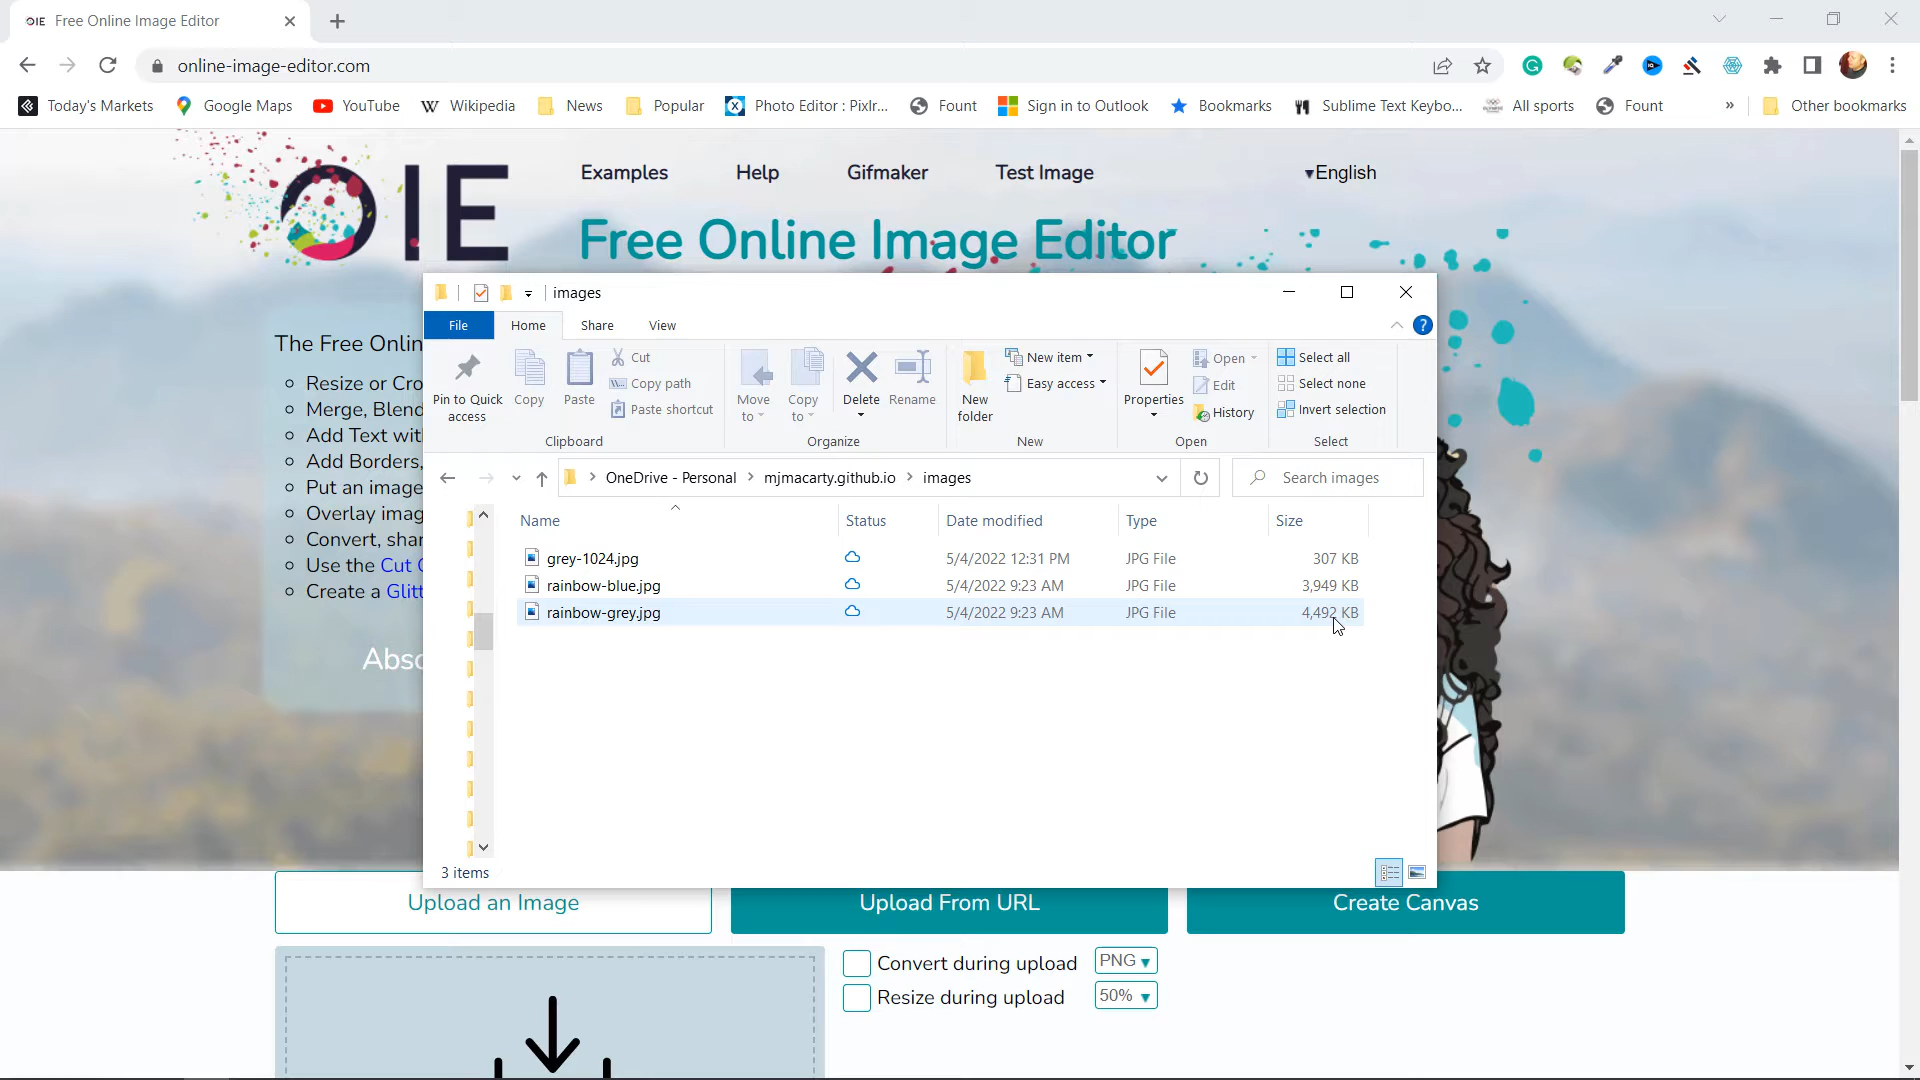 OIE Free Online Image Editor
online-image-editor.com
Today's Markets Google Maps YouTube Wikipedia News Popular Photo Editor : Pixlr... Fount Sign in to Outlook Bookmarks Sublime Text Keybo... All sports Fount » Other bookmarks
OIE Examples Help Gifmaker Test Image ▾English
Free Online Image Editor
images
File Home Share View
Pin to Quick access
Copy
Paste
Cut
Copy path
Paste shortcut
Clipboard
Move to
Copy to
Delete
Rename
Organize
New folder
New item
Easy access
New
Properties
Open
Edit
History
Open
Select all
Select none
Invert selection
Select
OneDrive - Personal > mjmacarty.github.io > images
Search images
Name Status Date modified Type Size
grey-1024.jpg 5/4/2022 12:31 PM JPG File 307 KB
rainbow-blue.jpg 5/4/2022 9:23 AM JPG File 3,949 KB
rainbow-grey.jpg 5/4/2022 9:23 AM JPG File 4,492 KB
3 items
The Free Onlin
Resize or Cro
Merge, Blend
Add Text wit
Add Borders,
Put an image
Overlay imag
Convert, shar
Use the Cut O
Create a Glitt
Abso
Upload an Image Upload From URL Create Canvas
Convert during upload PNG ▾
Resize during upload 50% ▾